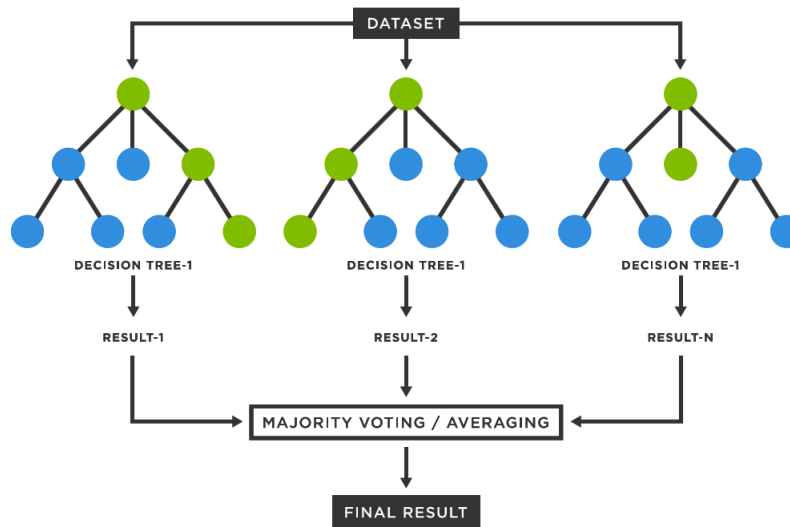 DATASET
DECISION TREE-1
DECISION TREE-1
DECISION TREE-1
RESULT-1
RESULT-2
RESULT-N
MAJORITY VOTING / AVERAGING
FINAL RESULT